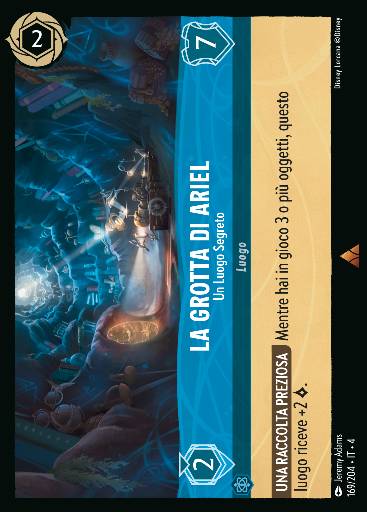 2
7
LA GROTTA DI ARIEL
Un Luogo Segreto
2
Luogo
UNA RACCOLTA PREZIOSA Mentre hai in gioco 3 o più oggetti, questo
luogo riceve +2 .
Jeremy Adams
169/204 • IT • 4
Disney Lorcana ©Disney